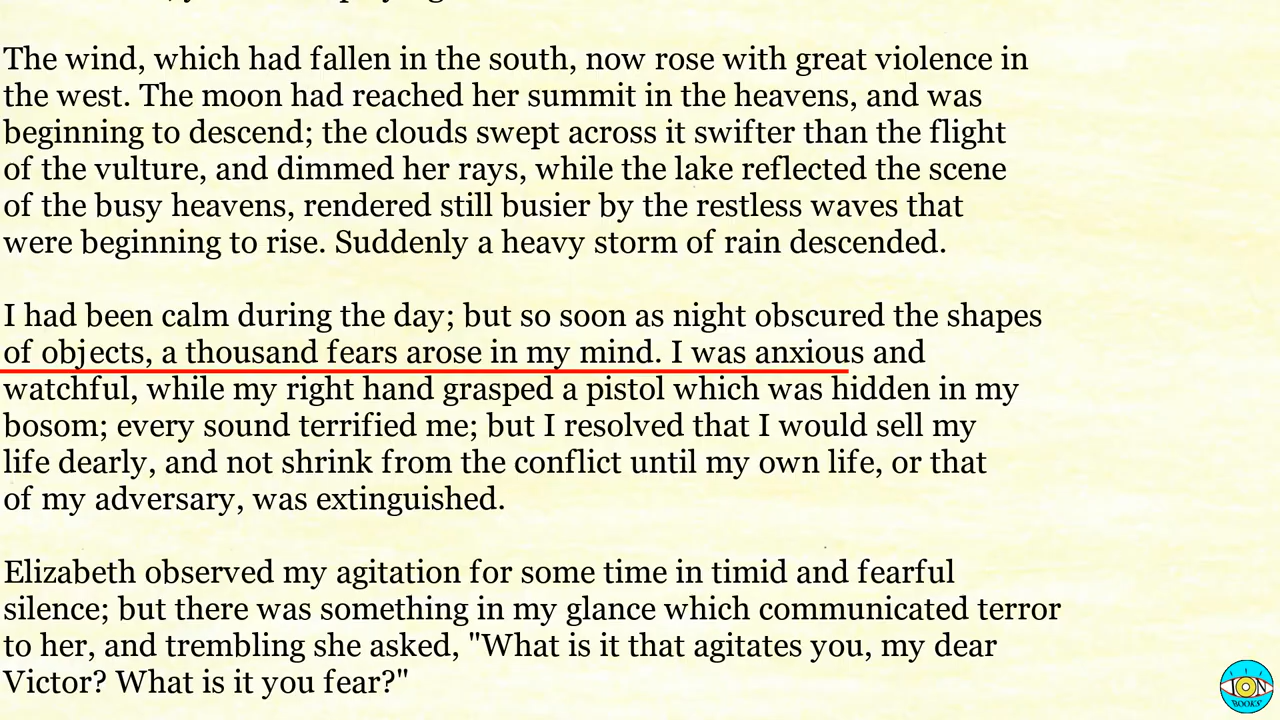 The wind, which had fallen in the south, now rose with great violence in
the west. The moon had reached her summit in the heavens, and was
beginning to descend; the clouds swept across it swifter than the flight
of the vulture, and dimmed her rays, while the lake reflected the scene
of the busy heavens, rendered still busier by the restless waves that
were beginning to rise. Suddenly a heavy storm of rain descended.
I had been calm during the day; but so soon as night obscured the shapes
of objects, a thousand fears arose in my mind. I was anxious and
watchful, while my right hand grasped a pistol which was hidden in my
bosom; every sound terrified me; but I resolved that I would sell my
life dearly, and not shrink from the conflict until my own life, or that
of my adversary, was extinguished.
Elizabeth observed my agitation for some time in timid and fearful
silence; but there was something in my glance which communicated terror
to her, and trembling she asked, "What is it that agitates you, my dear
Victor? What is it you fear?"
ION
BOOKS